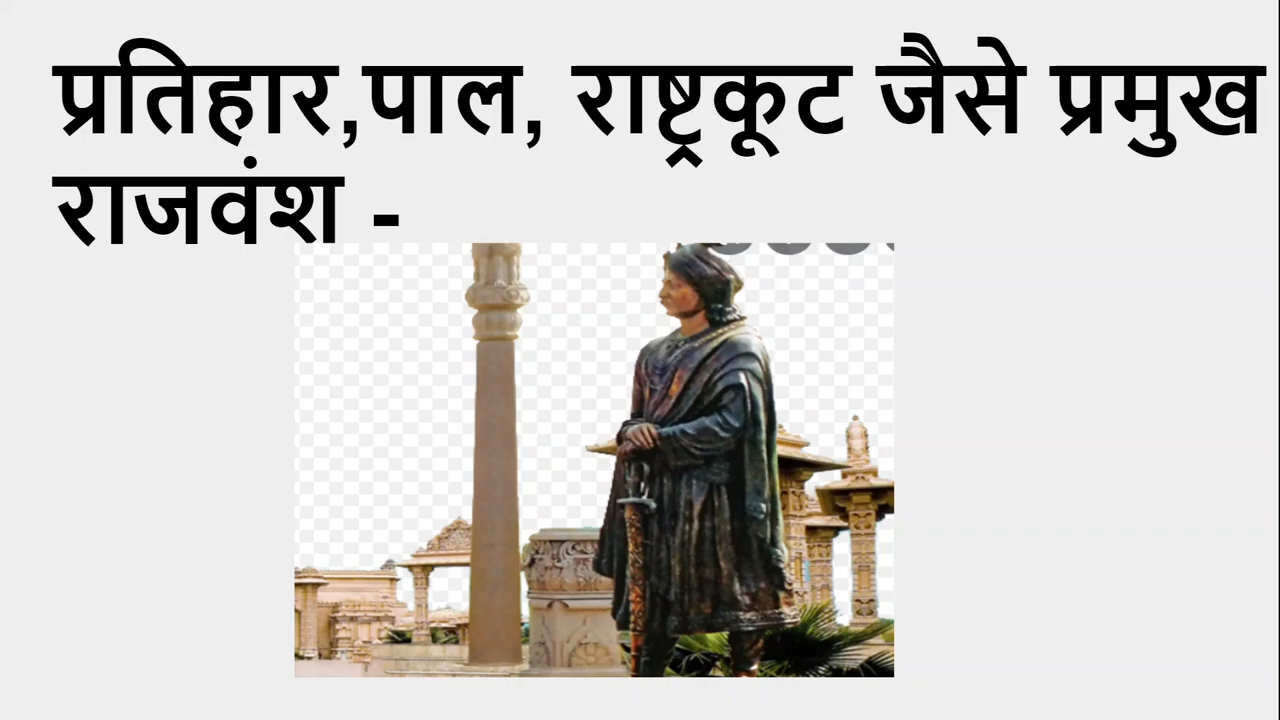 प्रतिहार,पाल, राष्ट्रकूट जैसे प्रमुख
राजवंश -